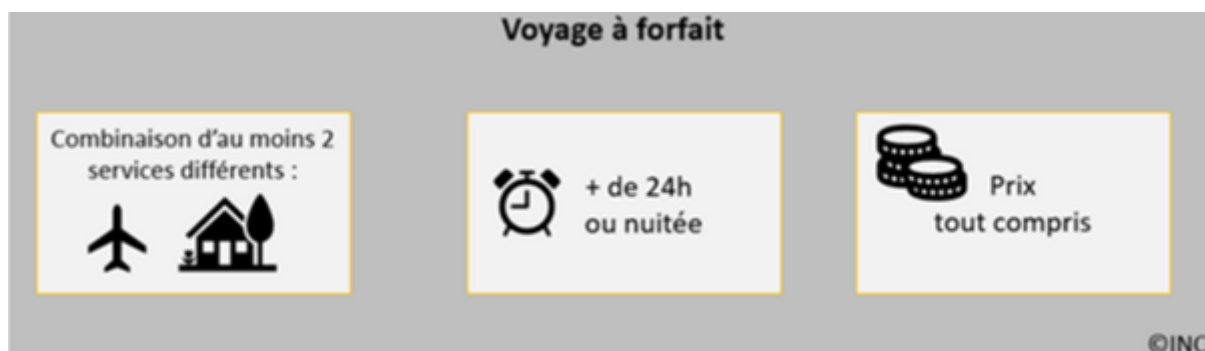 Voyage à forfait
Combinaison d'au moins 2
services différents :
+ de 24h
ou nuitée
Prix
tout compris
©INC